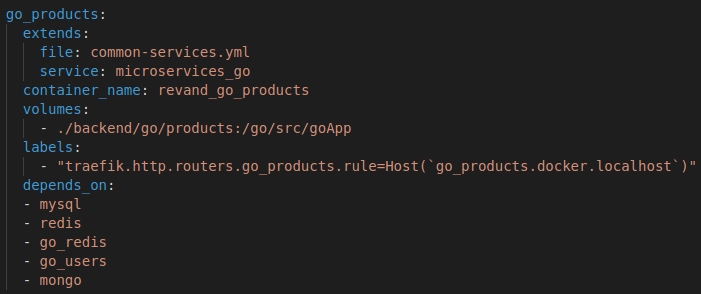 go_products:
  extends:
    file: common-services.yml
    service: microservices_go
  container_name: revand_go_products
  volumes:
    - ./backend/go/products:/go/src/goApp
  labels:
    - "traefik.http.routers.go_products.rule=Host(`go_products.docker.localhost`)"
  depends_on:
  - mysql
  - redis
  - go_redis
  - go_users
  - mongo